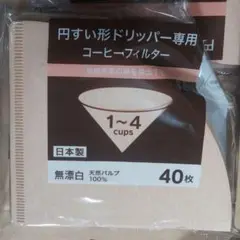 円すい形ドリッパー専用
コーヒーフィルター
1～4
cups
日本製
無漂白 天然パルプ
100%
40枚